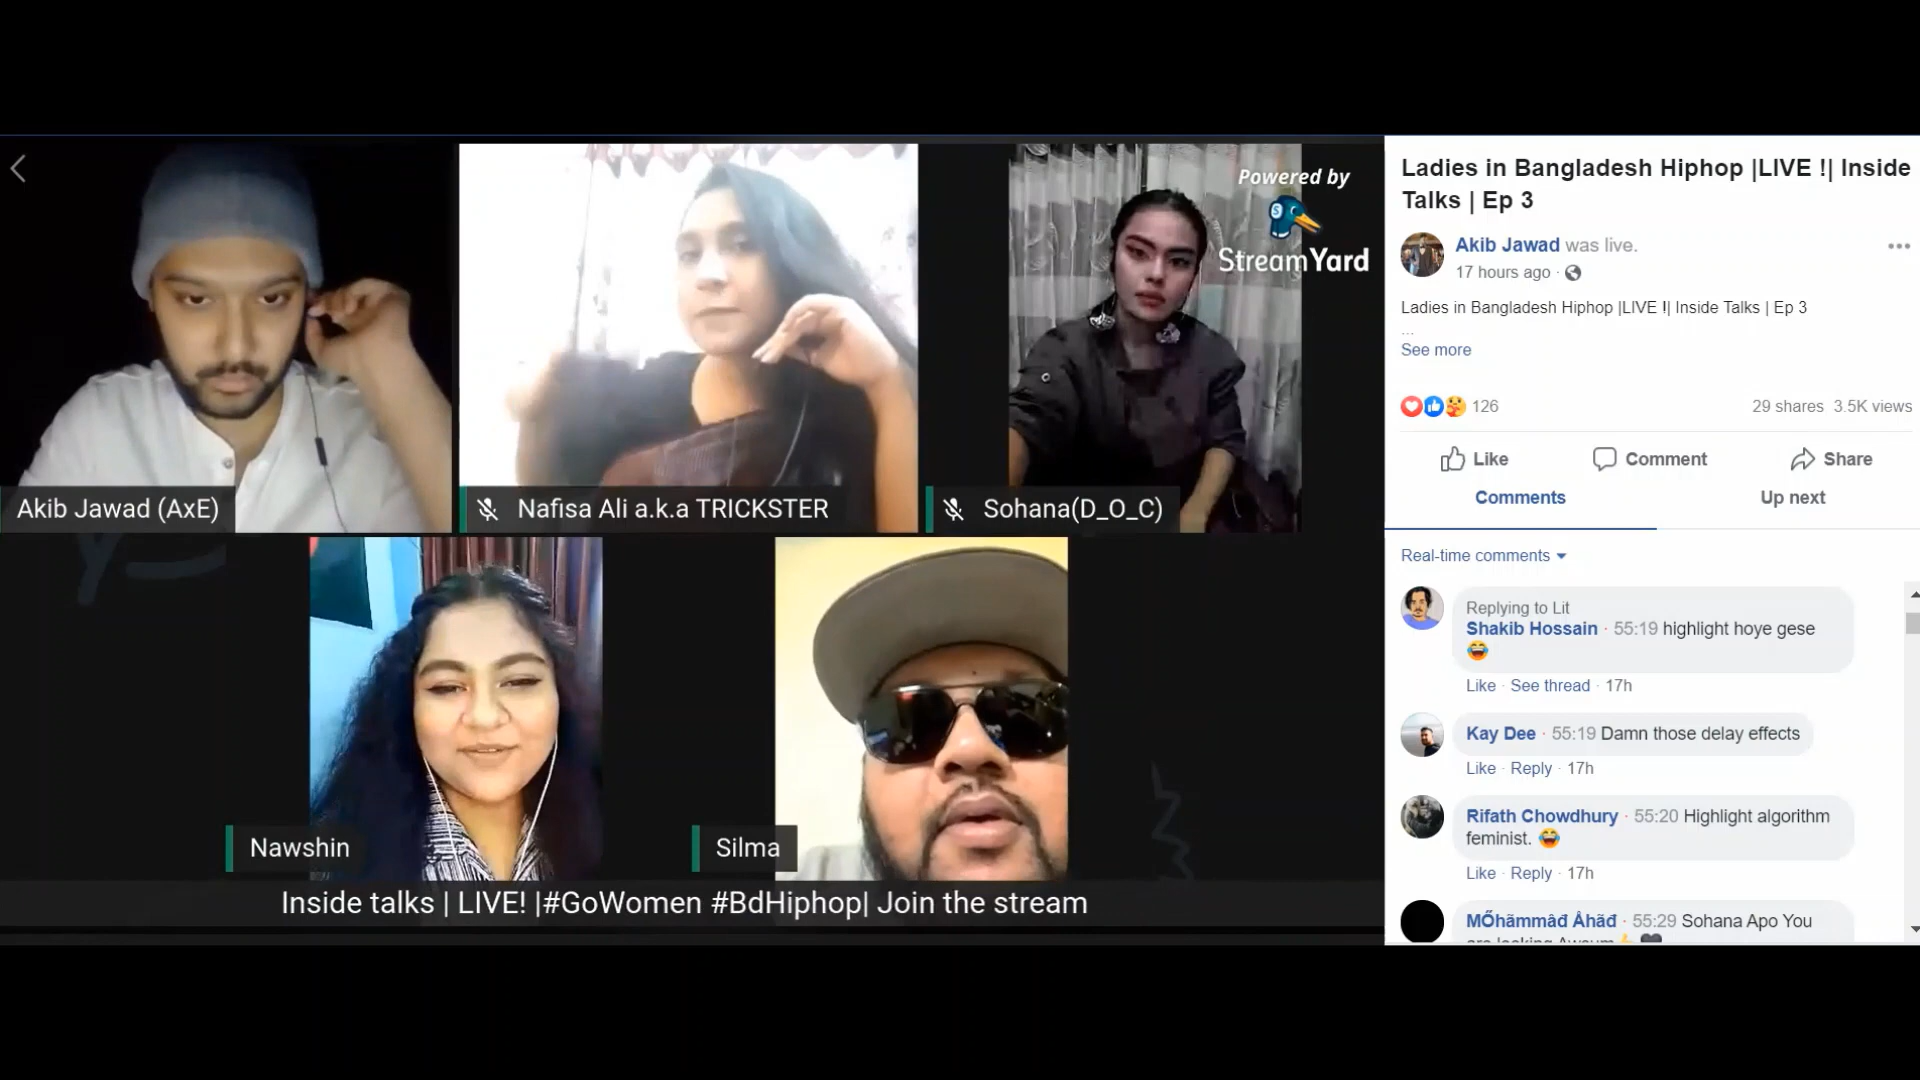 Powered by
StreamYard
Akib Jawad (AxE)
Nafisa Ali a.k.a TRICKSTER
Sohana(D_O_C)
Nawshin
Silma
Inside talks | LIVE! |#GoWomen #BdHiphop| Join the stream
Ladies in Bangladesh Hiphop |LIVE !| Inside
Talks | Ep 3
Akib Jawad was live.
17 hours ago ·
Ladies in Bangladesh Hiphop |LIVE !| Inside Talks | Ep 3
...
See more
126
29 shares 3.5K views
Like
Comment
Share
Comments
Up next
Real-time comments
Replying to Lit
Shakib Hossain · 55:19 highlight hoye gese
😂
Like · See thread · 17h
Kay Dee · 55:19 Damn those delay effects
Like · Reply · 17h
Rifath Chowdhury · 55:20 Highlight algorithm
feminist. 😂
Like · Reply · 17h
MŐhãmmâđ Åhãđ · 55:29 Sohana Apo You